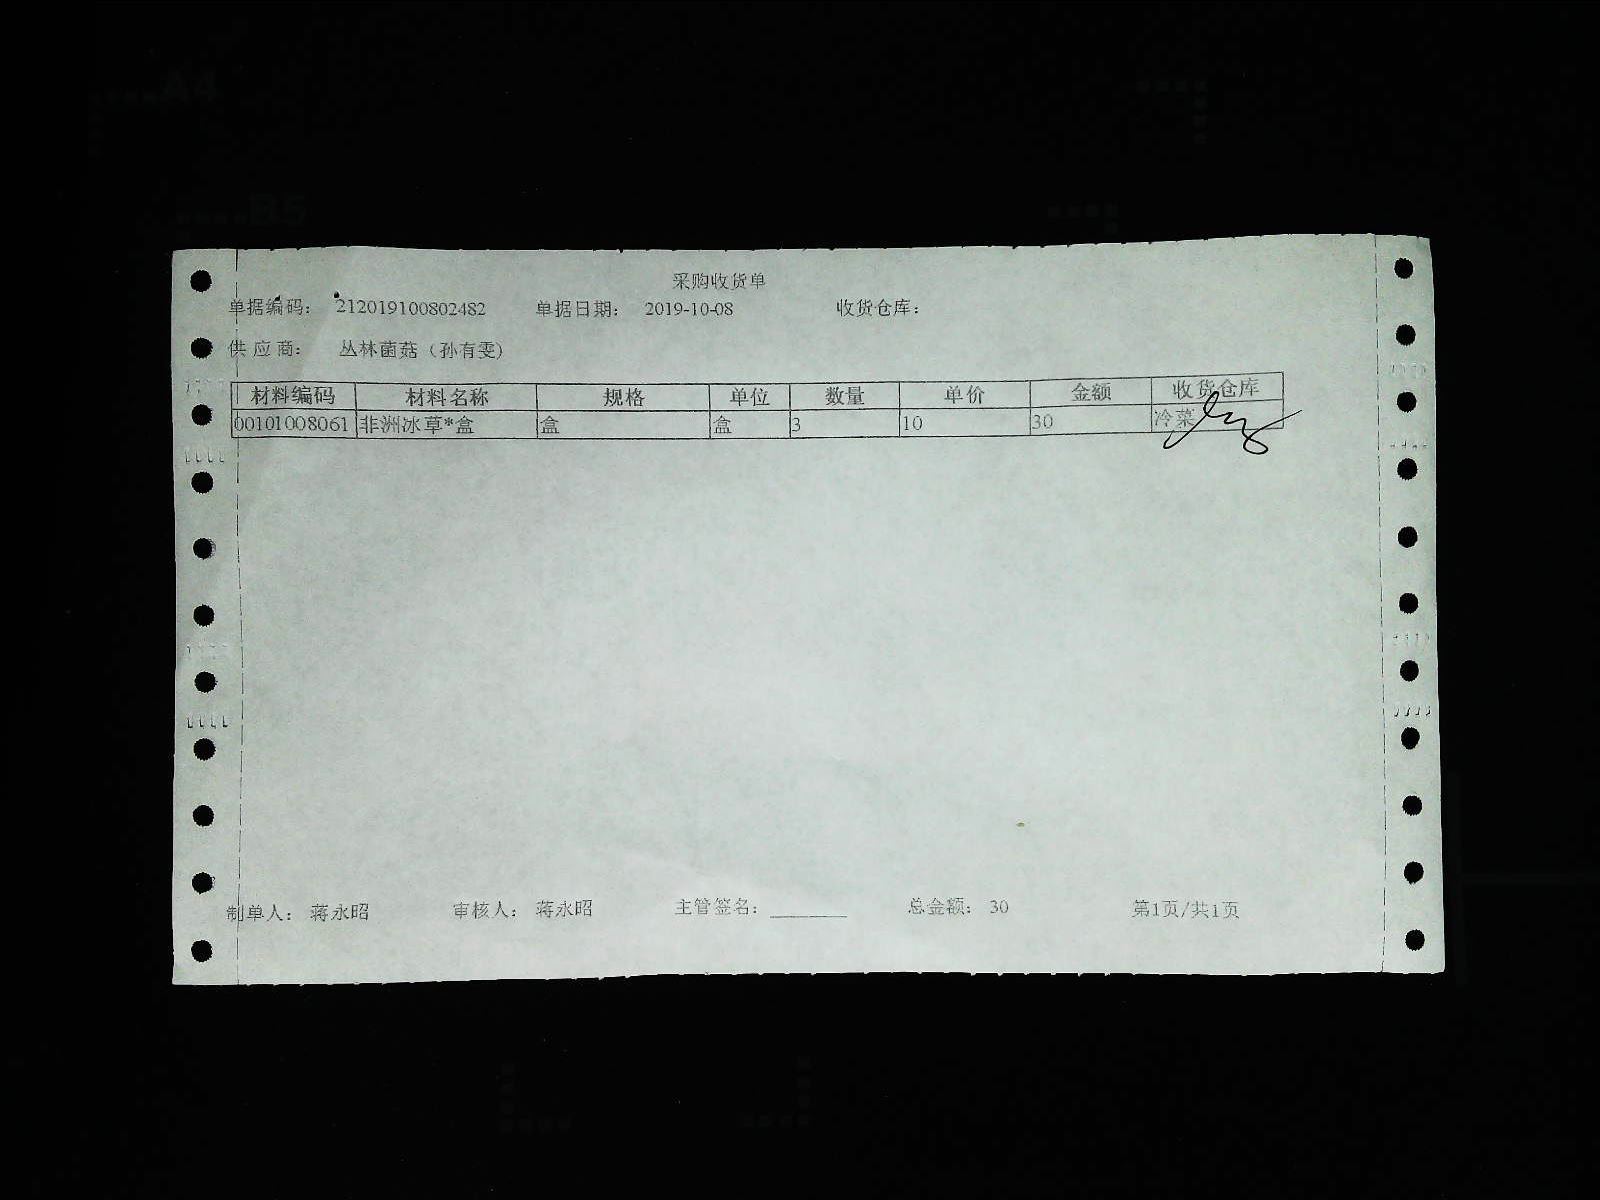 采购收货单
单据编码: 212019100802482 单据日期: 2019-10-08 收货仓库:
供应商: 丛林菌菇（孙有雯）
材料编码 材料名称 规格 单位 数量 单价 金额 收货仓库
00101008061 非洲冰草*盒 盒 盒 3 10 30 冷菜
制单人: 蒋永昭 审核人: 蒋永昭 主管签名: ________ 总金额: 30 第1页/共1页